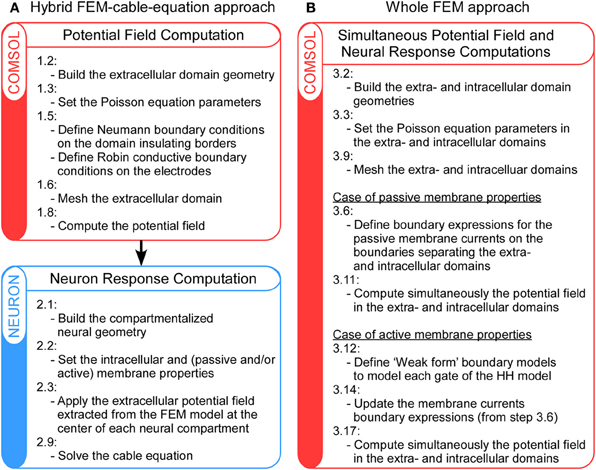 A Hybrid FEM-cable-equation approach
COMSOL
Potential Field Computation
1.2:
- Build the extracellular domain geometry
1.3:
- Set the Poisson equation parameters
1.5:
- Define Neumann boundary conditions
on the domain insulating borders
- Define Robin conductive boundary
conditions on the electrodes
1.6:
- Mesh the extracellular domain
1.8:
- Compute the potential field
NEURON
Neuron Response Computation
2.1:
- Build the compartmentalized
neural geometry
2.2:
- Set the intracellular and (passive and/or
active) membrane properties
2.3:
- Apply the extracellular potential field
extracted from the FEM model at the
center of each neural compartment
2.9:
- Solve the cable equation
B Whole FEM approach
COMSOL
Simultaneous Potential Field and
Neural Response Computations
3.2:
- Build the extra- and intracellular domain
geometries
3.3:
- Set the Poisson equation parameters in
the extra- and intracellular domains
3.9:
- Mesh the extra- and intracelluar domains
Case of passive membrane properties
3.6:
- Define boundary expressions for the
passive membrane currents on the
boundaries separating the extra-
and intracellular domains
3.11:
- Compute simultaneously the potential field
in the extra- and intracellular domains
Case of active membrane properties
3.12:
- Define 'Weak form' boundary models
to model each gate of the HH model
3.14:
- Update the membrane currents
boundary expressions (from step 3.6)
3.17:
- Compute simultaneously the potential field
in the extra- and intracellular domains